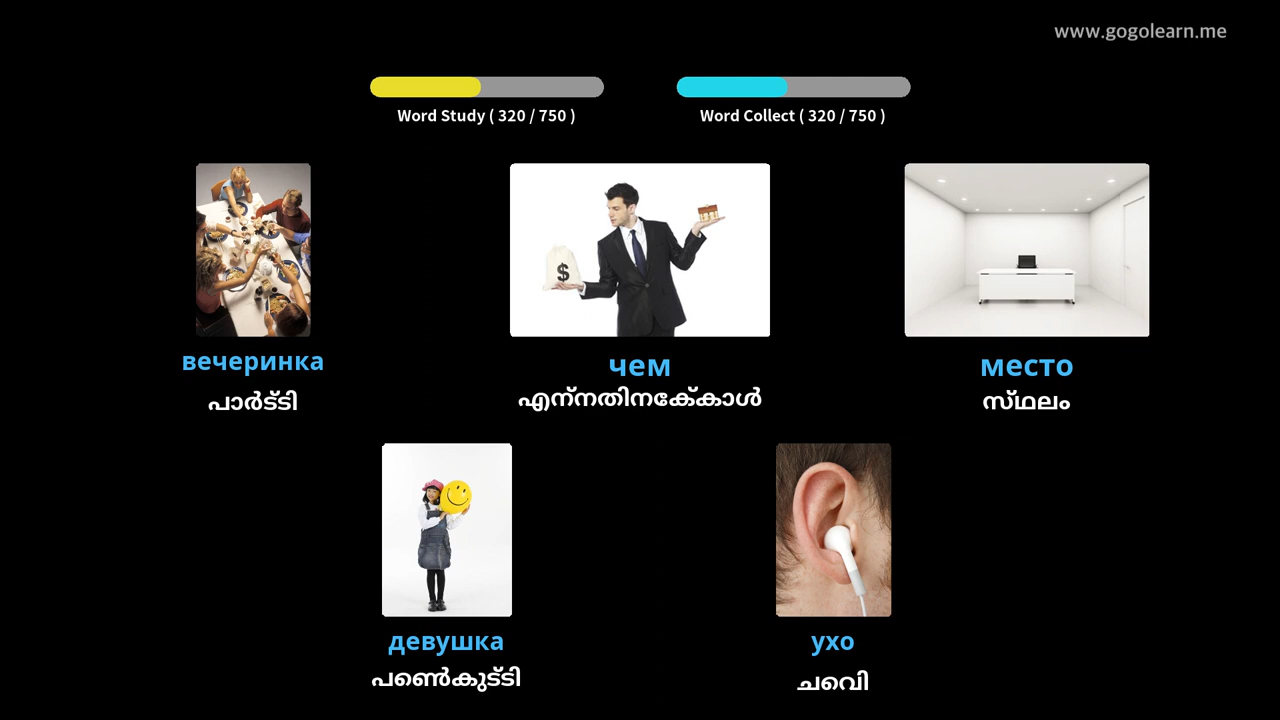 www.gogolearn.me
Word Study ( 320 / 750 )
Word Collect ( 320 / 750 )
вечеринка
പാർട്ടി
чем
എന്നതിനേക്കാൾ
место
സ്ഥലം
девушка
പെൺകുട്ടി
ухо
ചെവി
$